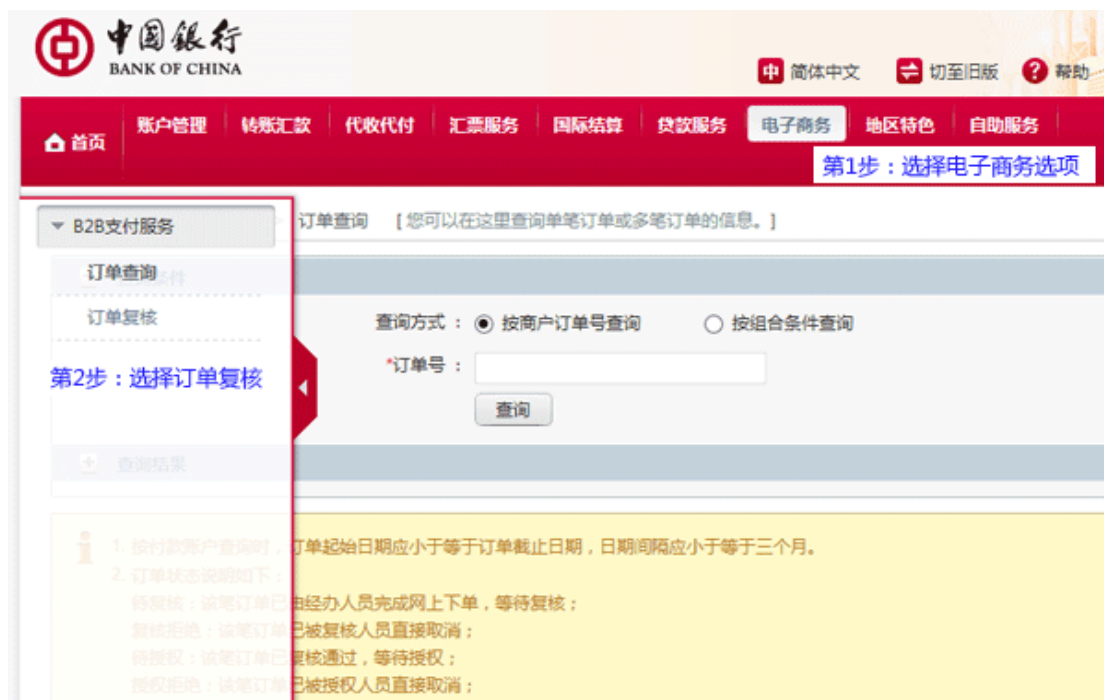 中国银行
BANK OF CHINA
中 简体中文 切至旧版 ? 帮助
首页 账户管理 转账汇款 代收代付 汇票服务 国际结算 贷款服务 电子商务 地区特色 自助服务
第1步：选择电子商务选项
B2B支付服务
订单查询 [ 您可以在这里查询单笔订单或多笔订单的信息。]
订单查询
条件
订单复核
查询方式 ： 按商户订单号查询 按组合条件查询
*订单号 ：
第2步：选择订单复核
查询
查询结果
1. 按付款账户查询时，订单起始日期应小于等于订单截止日期，日期间隔应小于等于三个月。
2. 订单状态说明如下：
待复核：该笔订单已由经办人员完成网上下单，等待复核；
复核拒绝：该笔订单已被复核人员直接取消；
待授权：该笔订单已复核通过，等待授权；
授权拒绝：该笔订单已被授权人员直接取消；